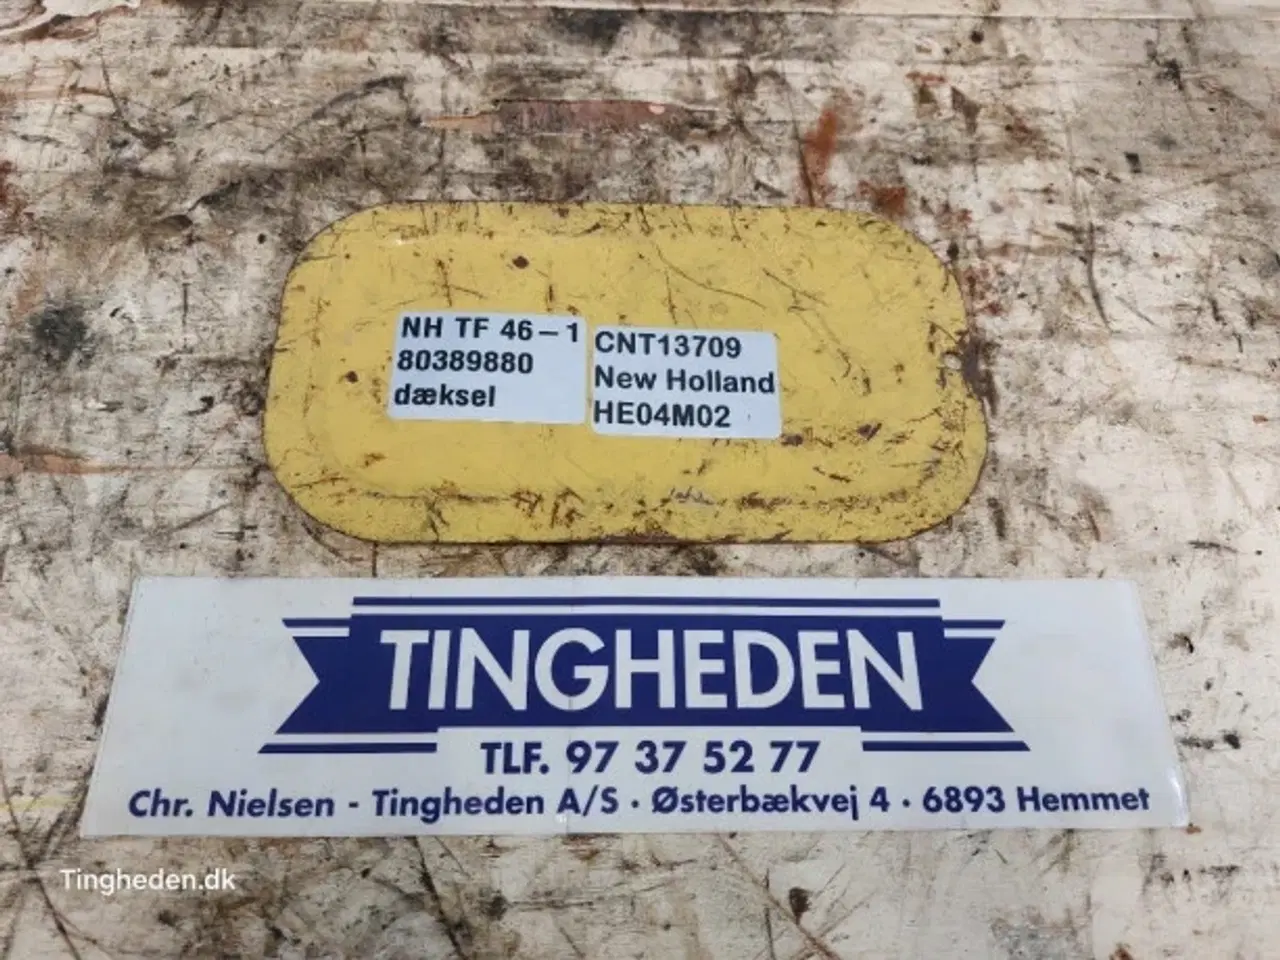 NH TF 46-1
80389880
dæksel
CNT13709
New Holland
HE04M02
TINGHEDEN
TLF. 97 37 52 77
Chr. Nielsen - Tingheden A/S · Østerbækvej 4 · 6893 Hemmet
Tingheden.dk